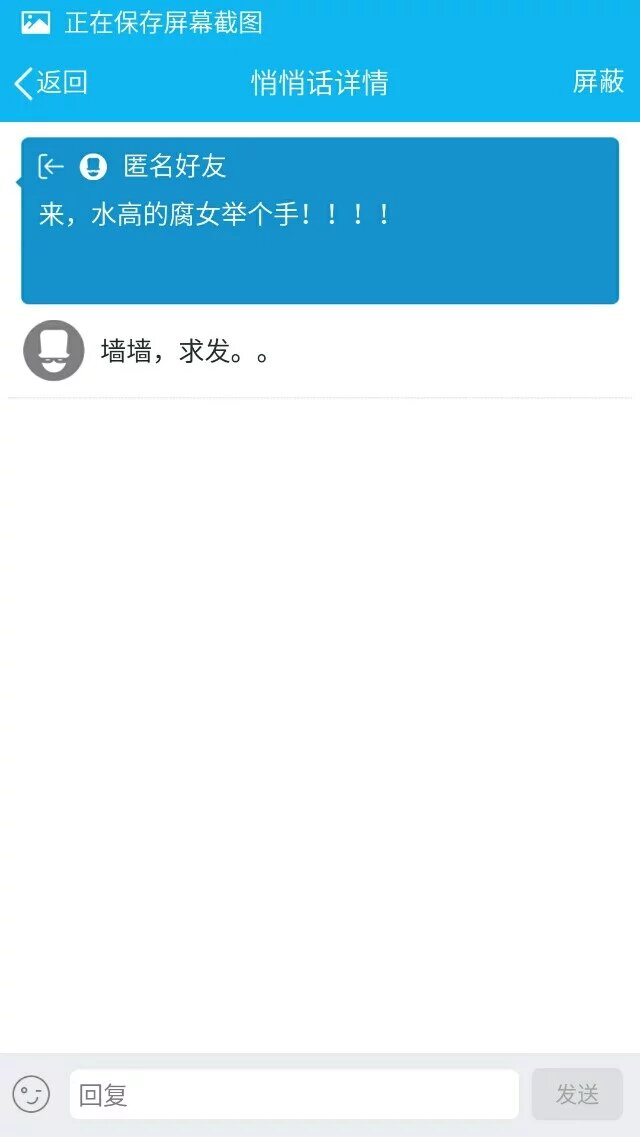 正在保存屏幕截图
返回
悄悄话详情
屏蔽
匿名好友
来，水高的腐女举个手！！！！
墙墙，求发。。
回复
发送